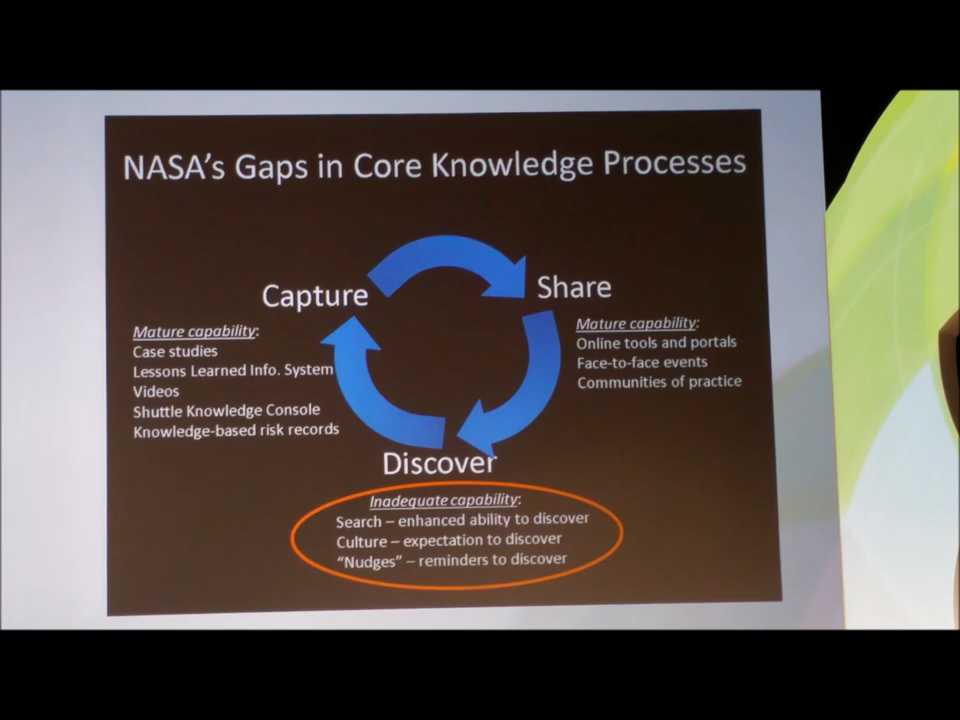 NASA's Gaps in Core Knowledge Processes
Capture
Mature capability:
Case studies
Lessons Learned Info. System
Videos
Shuttle Knowledge Console
Knowledge-based risk records
Share
Mature capability:
Online tools and portals
Face-to-face events
Communities of practice
Discover
Inadequate capability:
Search – enhanced ability to discover
Culture – expectation to discover
“Nudges” – reminders to discover